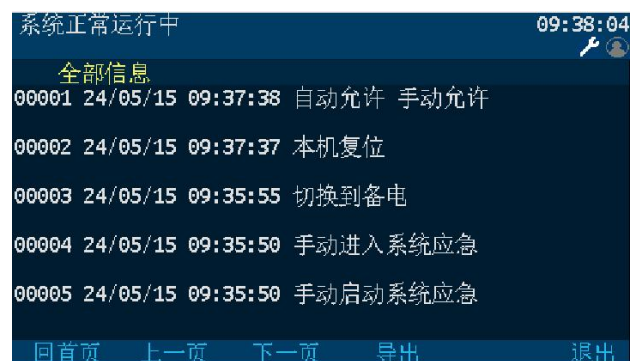 系统正常运行中 09:38:04
全部信息
00001 24/05/15 09:37:38 自动允许 手动允许
00002 24/05/15 09:37:37 本机复位
00003 24/05/15 09:35:55 切换到备电
00004 24/05/15 09:35:50 手动进入系统应急
00005 24/05/15 09:35:50 手动启动系统应急
回首页 上一页 下一页 导出 退出